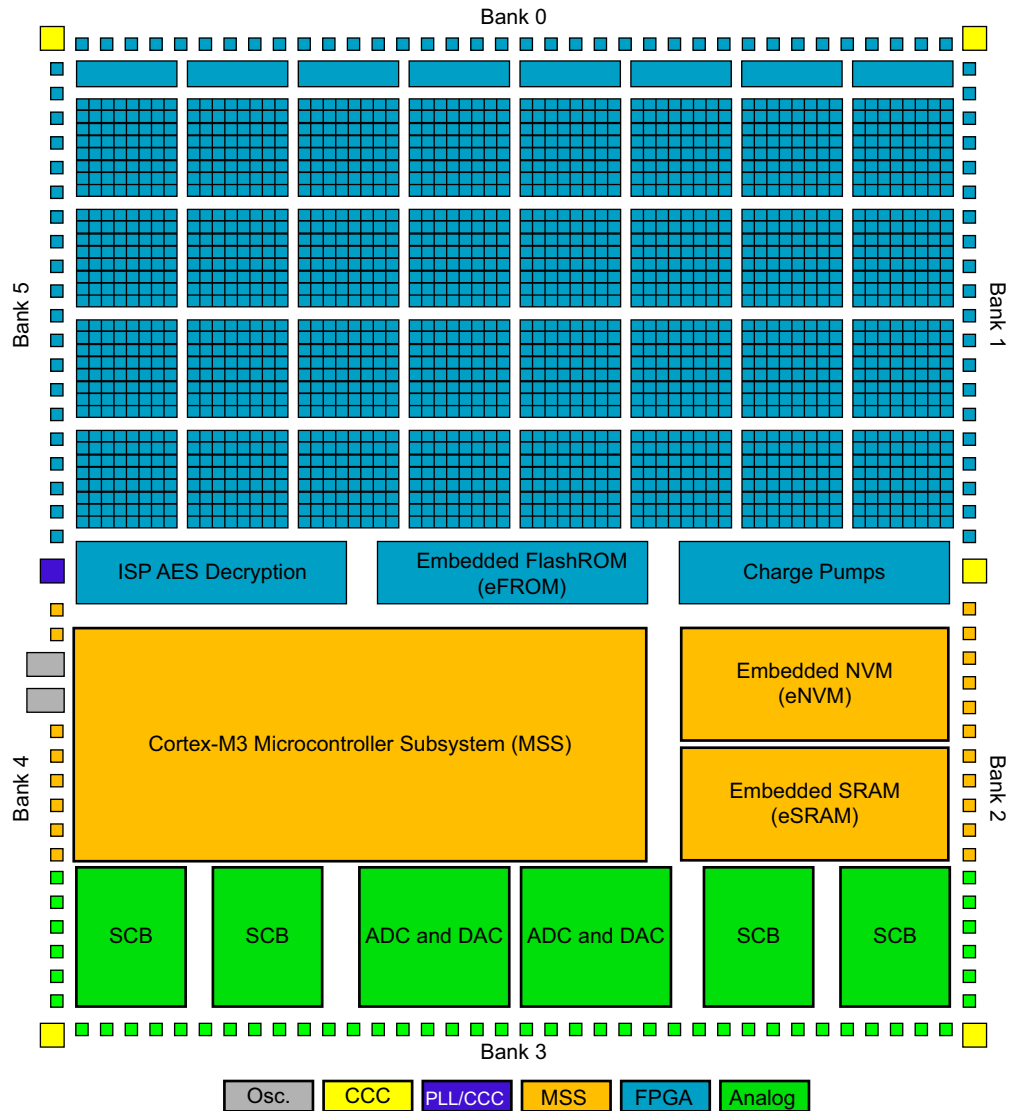 Bank 0
Bank 5
Bank 1
ISP AES Decryption
Embedded FlashROM
(eFROM)
Charge Pumps
Embedded NVM
(eNVM)
Cortex-M3 Microcontroller Subsystem (MSS)
Bank 4
Bank 2
Embedded SRAM
(eSRAM)
SCB
SCB
ADC and DAC
ADC and DAC
SCB
SCB
Bank 3
Osc.
CCC
PLL/CCC
MSS
FPGA
Analog